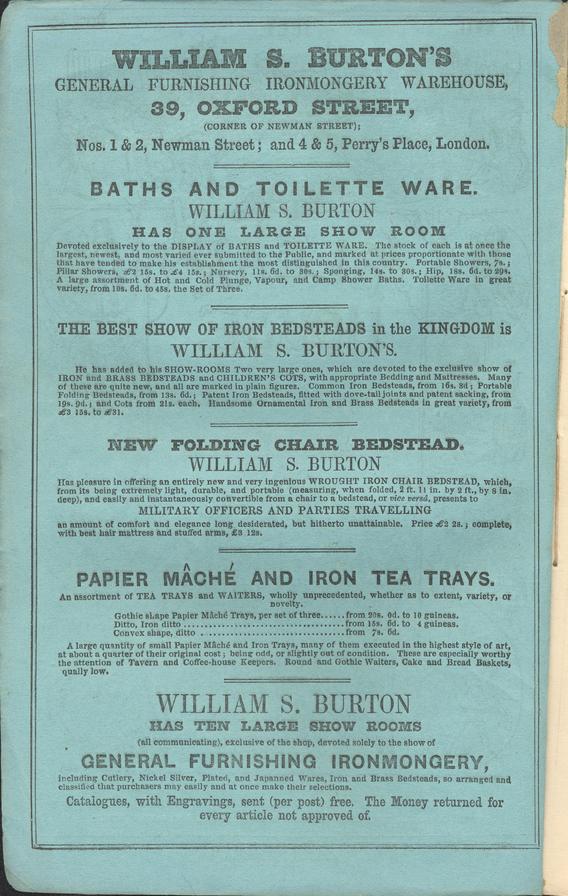 WILLIAM S. BURTON'S
GENERAL FURNISHING IRONMONGERY WAREHOUSE,
39, OXFORD STREET,
(CORNER OF NEWMAN STREET);
Nos. 1 & 2, Newman Street; and 4 & 5, Perry's Place, London.
BATHS AND TOILETTE WARE.
WILLIAM S. BURTON
HAS ONE LARGE SHOW ROOM
Devoted exclusively to the DISPLAY of BATHS and TOILETTE WARE. The stock of each is at once the
largest, newest, and most varied ever submitted to the Public, and marked at prices proportionate with those
that have tended to make his establishment the most distinguished in this country. Portable Showers, 7s.;
Pillar Showers, £2 15s. to £4 15s.; Nursery, 11s. 6d. to 30s.; Sponging, 14s. to 30s.; Hip, 18s. 6d. to 29s.
A large assortment of Hot and Cold Plunge, Vapour, and Camp Shower Baths. Toilette Ware in great
variety, from 10s. 6d. to 45s. the Set of Three.
THE BEST SHOW OF IRON BEDSTEADS in the KINGDOM is
WILLIAM S. BURTON'S.
He has added to his SHOW-ROOMS Two very large ones, which are devoted to the exclusive show of
IRON and BRASS BEDSTEADS and CHILDREN'S COTS, with appropriate Bedding and Mattresses. Many
of these are quite new, and all are marked in plain figures. Common Iron Bedsteads, from 16s. 3d; Portable
Folding Bedsteads, from 13s. 6d.; Patent Iron Bedsteads, fitted with dove-tail joints and patent sacking, from
19s. 9d.; and Cots from 21s. each. Handsome Ornamental Iron and Brass Bedsteads in great variety, from
£3 15s. to £31.
NEW FOLDING CHAIR BEDSTEAD.
WILLIAM S. BURTON
Has pleasure in offering an entirely new and very ingenious WROUGHT IRON CHAIR BEDSTEAD, which,
from its being extremely light, durable, and portable (measuring, when folded, 2 ft. 11 in. by 2 ft., by 8 in.
deep), and easily and instantaneously convertible from a chair to a bedstead, or vice versâ, presents to
MILITARY OFFICERS AND PARTIES TRAVELLING
an amount of comfort and elegance long desiderated, but hitherto unattainable. Price £2 2s.; complete,
with best hair mattress and stuffed arms, £3 12s.
PAPIER MÂCHÉ AND IRON TEA TRAYS.
An assortment of TEA TRAYS and WAITERS, wholly unprecedented, whether as to extent, variety, or
novelty.
Gothic shape Papier Mâché Trays, per set of three......from 20s. 0d. to 10 guineas.
Ditto, Iron ditto ....................................from 15s. 0d. to 4 guineas.
Convex shape, ditto ................................from 7s. 6d.
A large quantity of small Papier Mâché and Iron Trays, many of them executed in the highest style of art,
at about a quarter of their original cost; being odd, or slightly out of condition. These are especially worthy
the attention of Tavern and Coffee-house Keepers. Round and Gothic Waiters, Cake and Bread Baskets,
qually low.
WILLIAM S. BURTON
HAS TEN LARGE SHOW ROOMS
(all communicating), exclusive of the shop, devoted solely to the show of
GENERAL FURNISHING IRONMONGERY,
including Cutlery, Nickel Silver, Plated, and Japanned Wares, Iron and Brass Bedsteads, so arranged and
classified that purchasers may easily and at once make their selections.
Catalogues, with Engravings, sent (per post) free. The Money returned for
every article not approved of.